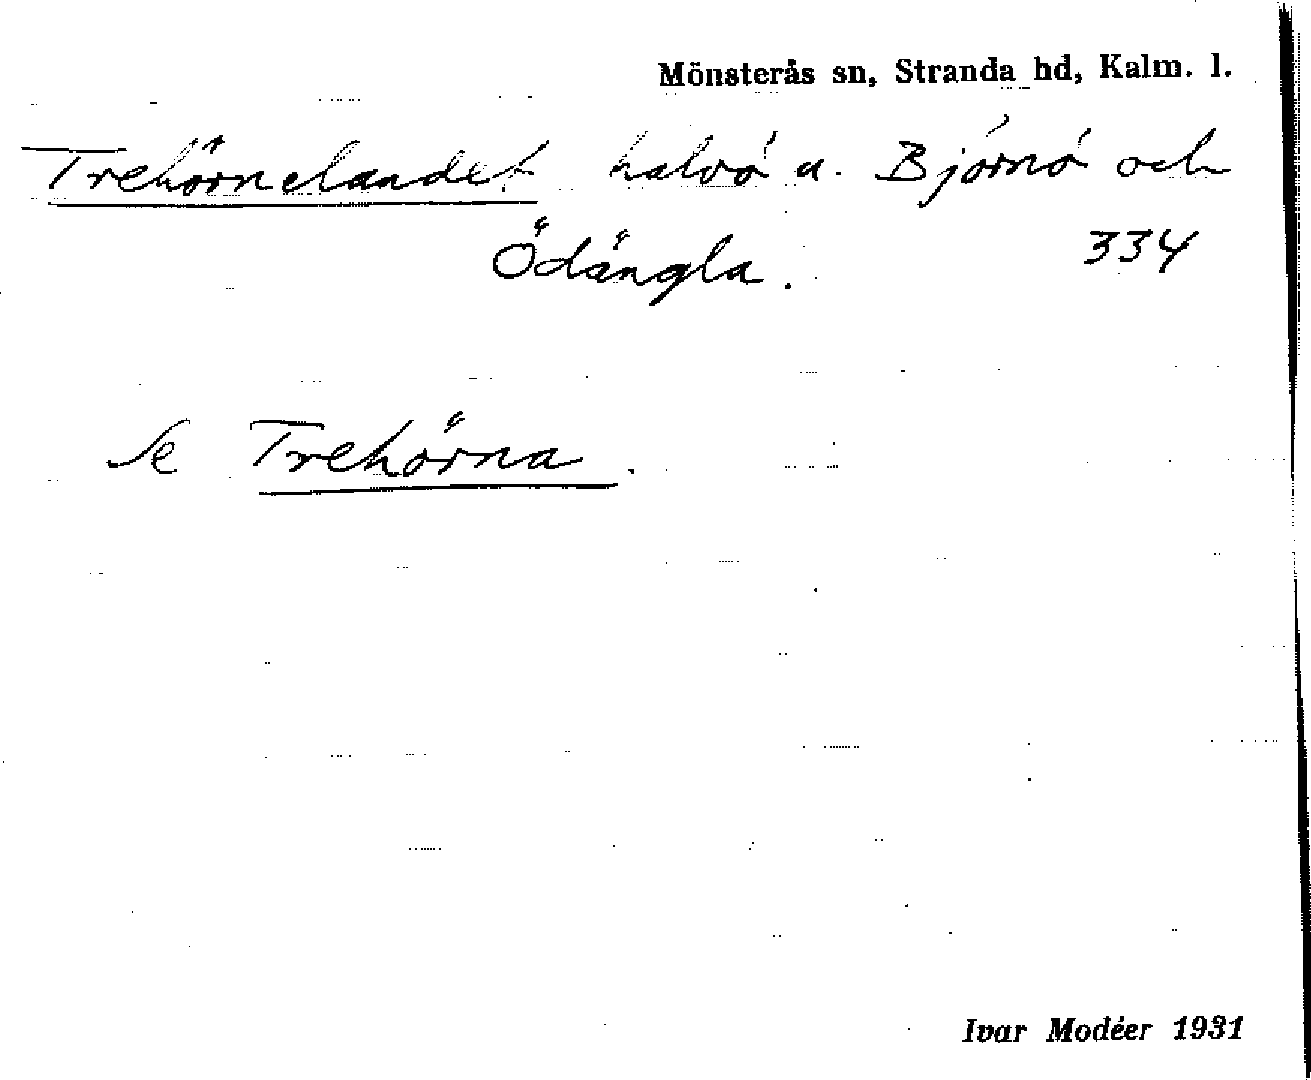 Mönsterås sn, Stranda hd, Kalm. l.
Trehörnelandet halvö u. Björnö och
Ödängla. 334
Se Trehörna.
Ivar Modéer 1931